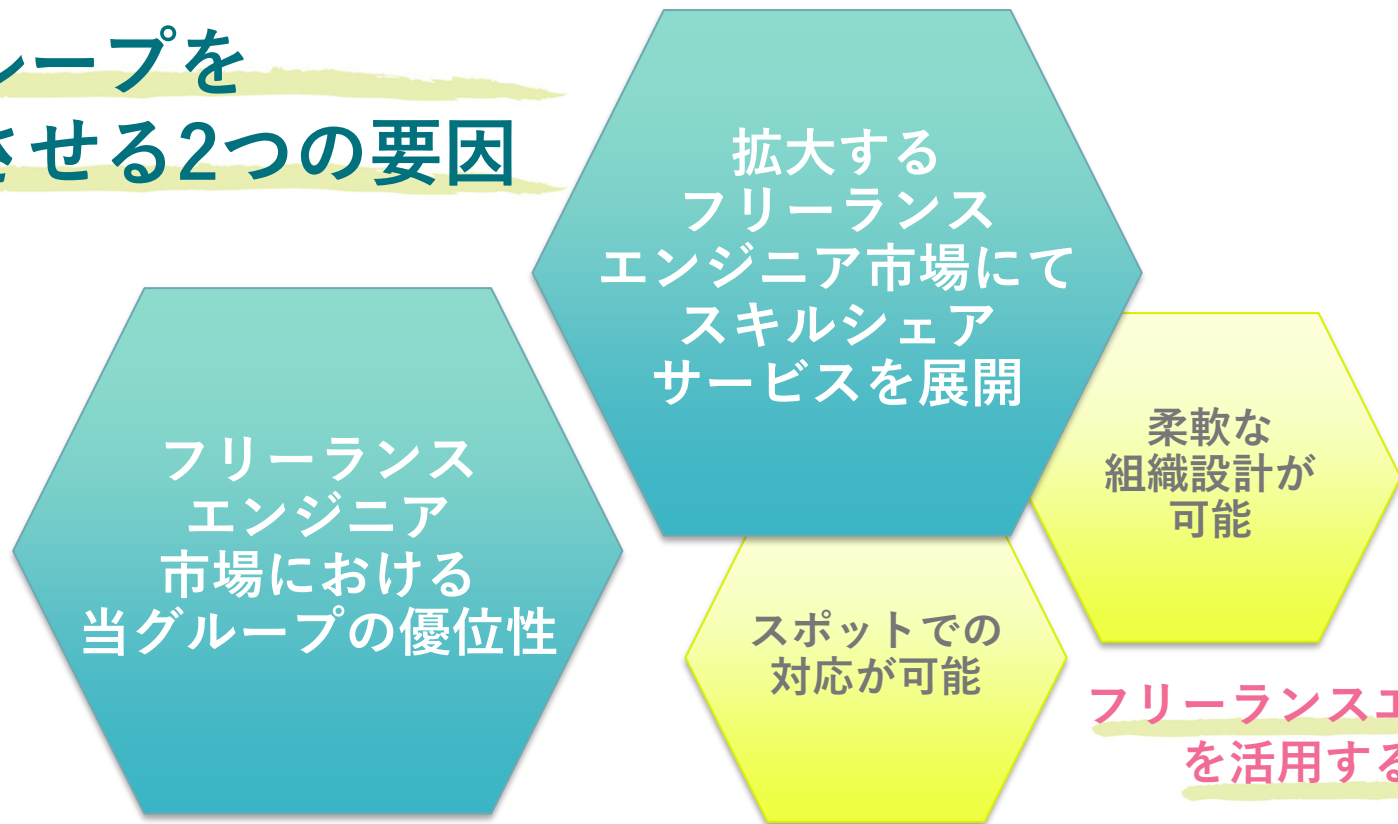 ループを
させる2つの要因
拡大する
フリーランス
エンジニア市場にて
スキルシェア
サービスを展開
フリーランス
エンジニア
市場における
当グループの優位性
柔軟な
組織設計が
可能
スポットでの
対応が可能
フリーランスエ
を活用する